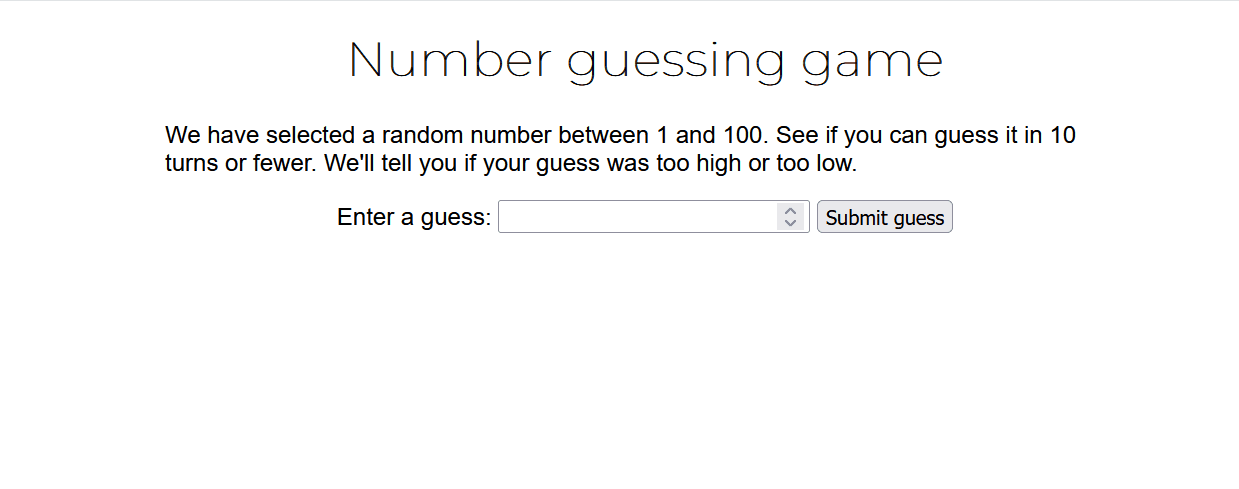 Number guessing game
We have selected a random number between 1 and 100. See if you can guess it in 10
turns or fewer. We'll tell you if your guess was too high or too low.
Enter a guess: Submit guess